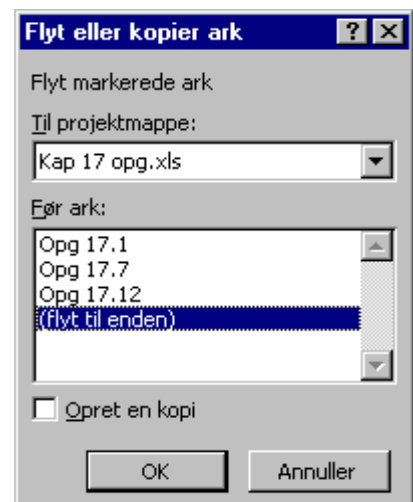 Flyt eller kopier ark
Flyt markerede ark
Til projektmappe:
Kap 17 opg.xls
Før ark:
Opg 17.1
Opg 17.7
Opg 17.12
(flyt til enden)
Opret en kopi
OK Annuller